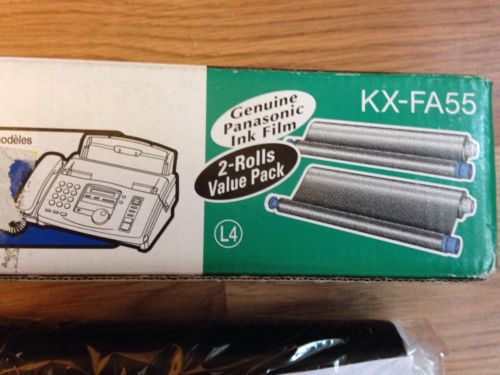 odèles
Genuine
Panasonic
Ink Film
2-Rolls
Value Pack
KX-FA55
L4